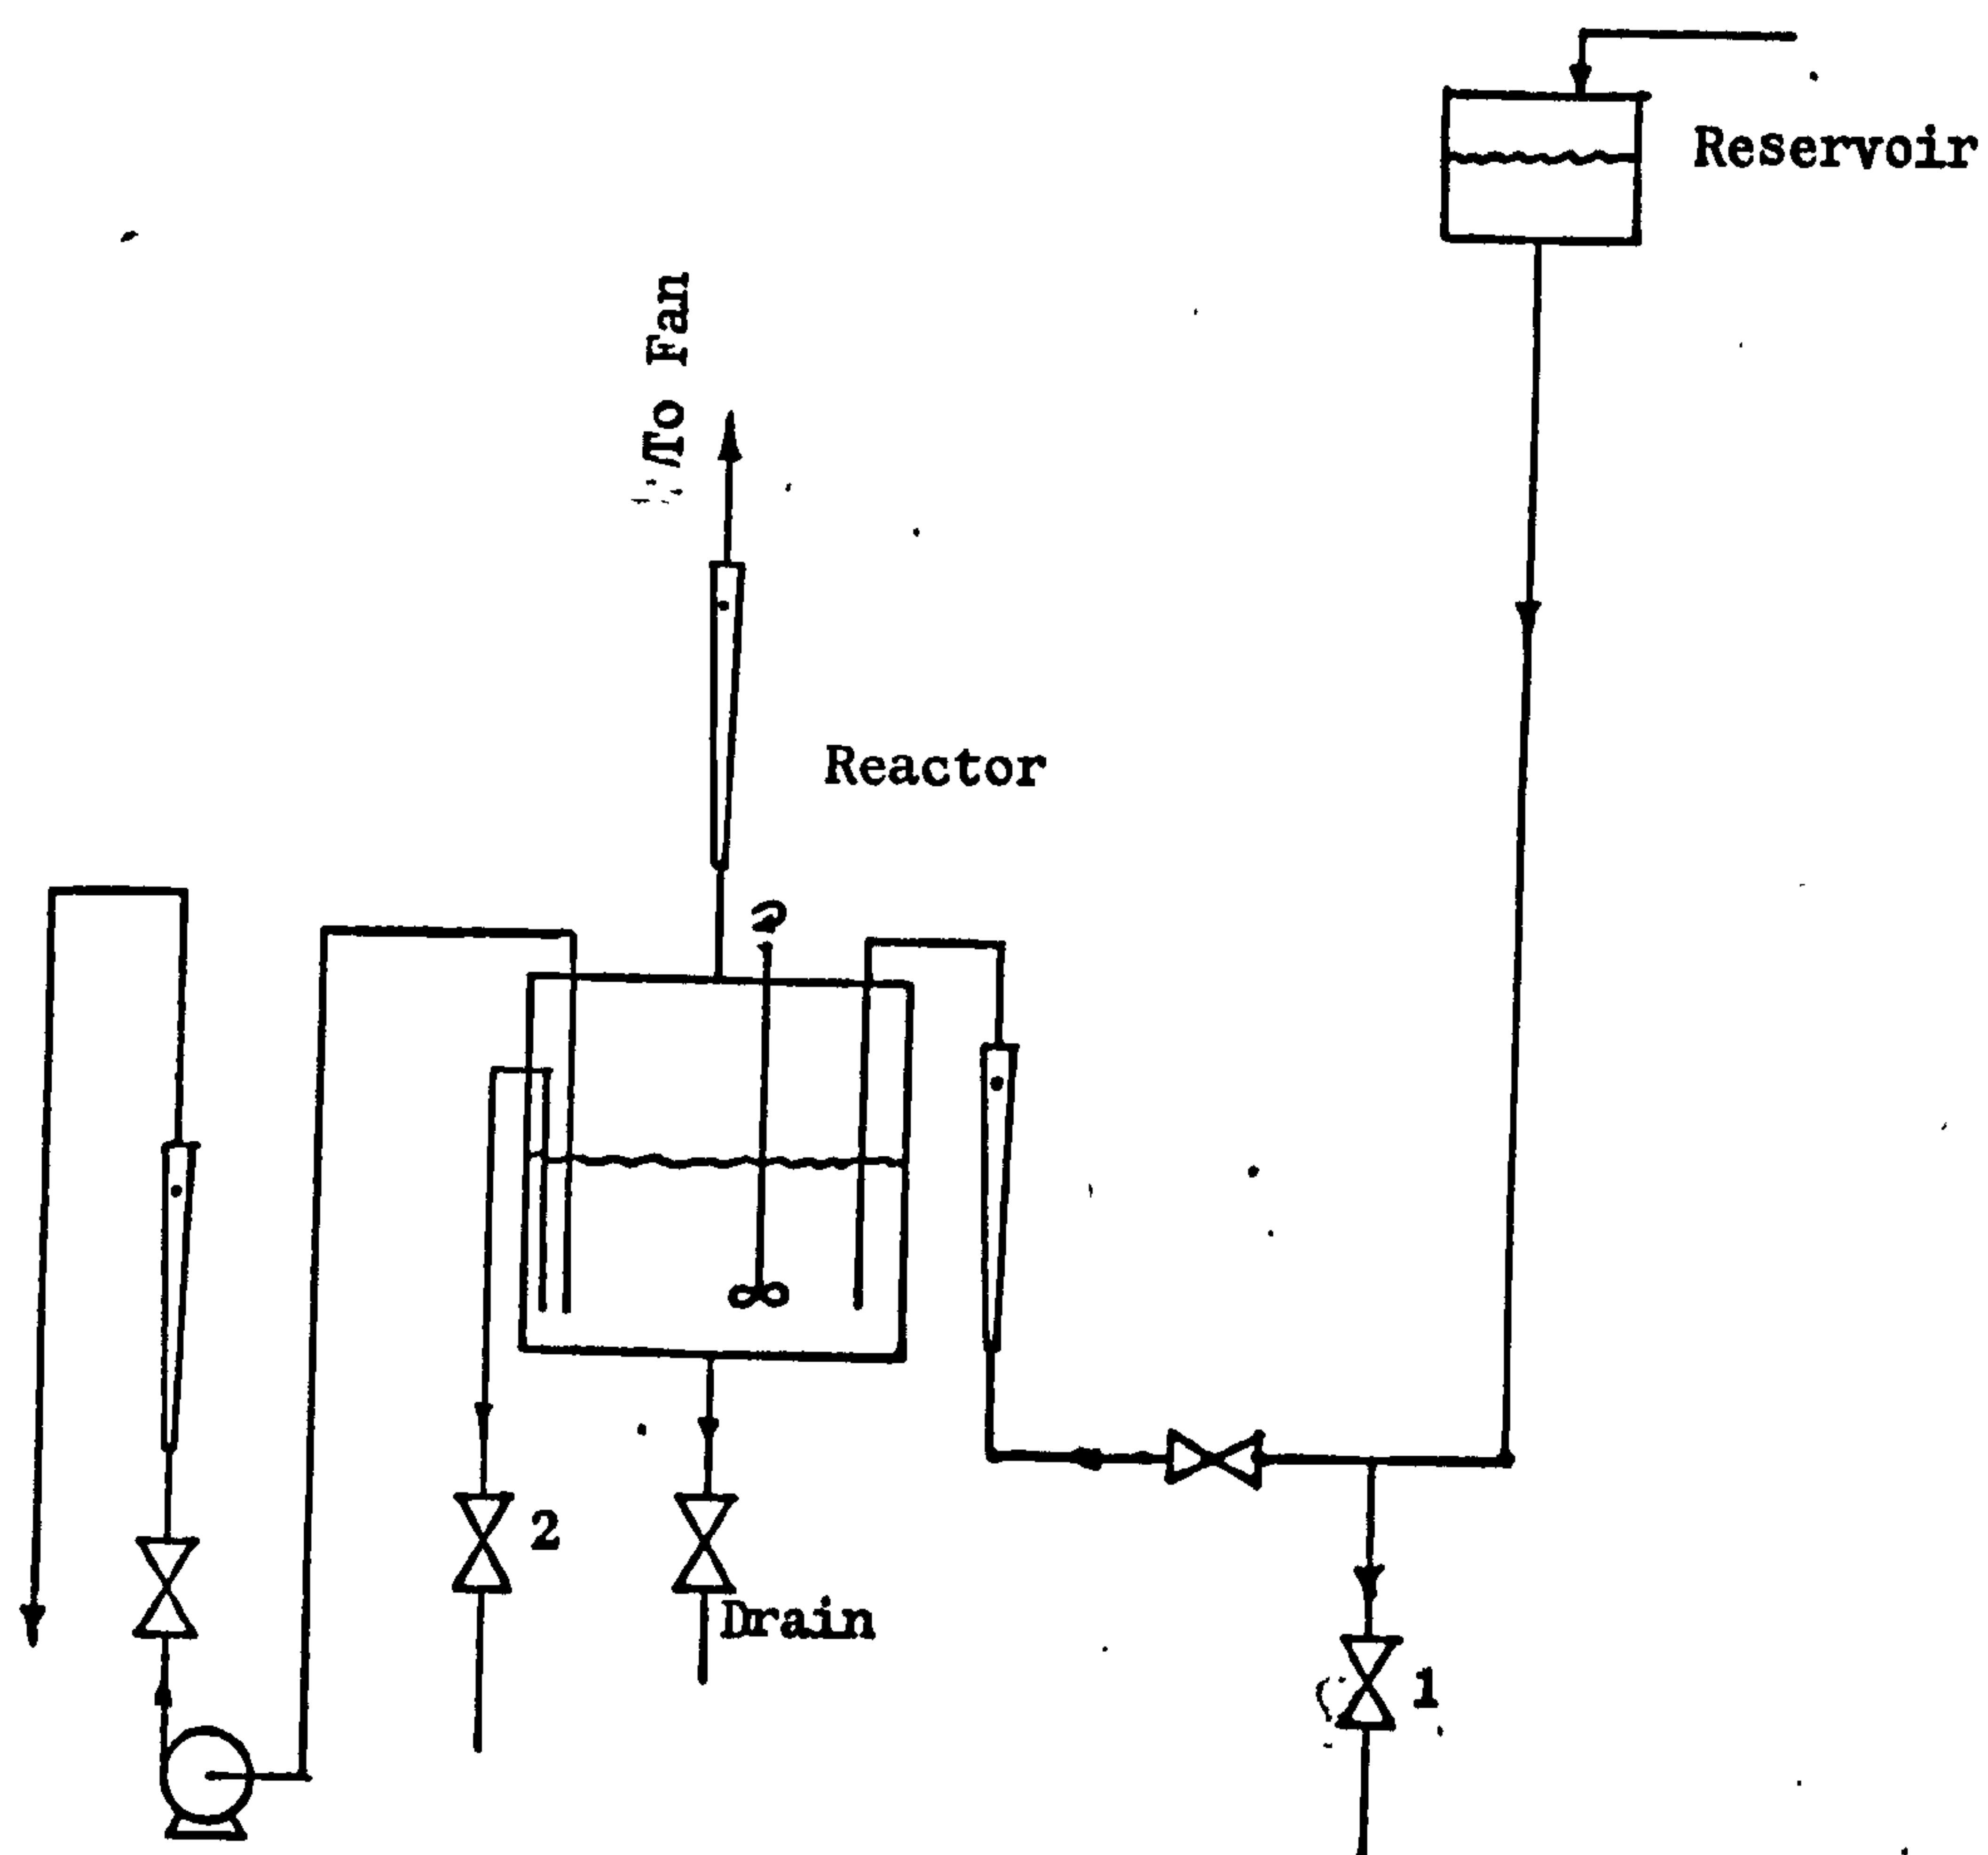 Reservoir
To Fan
Reactor
2
Drain
1